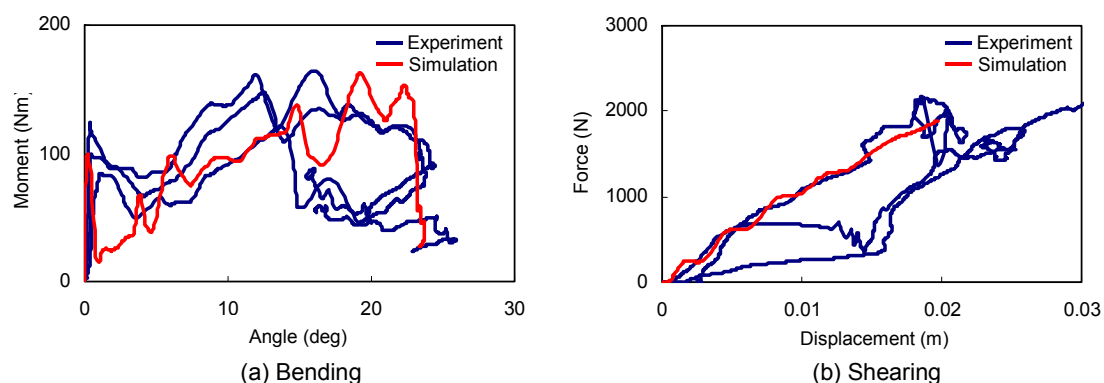 200
Experiment
Simulation
100
0
0
10
20
30
Moment (Nm)
Angle (deg)
(a) Bending
3000
Experiment
Simulation
2000
1000
0
0
0.01
0.02
0.03
Force (N)
Displacement (m)
(b) Shearing